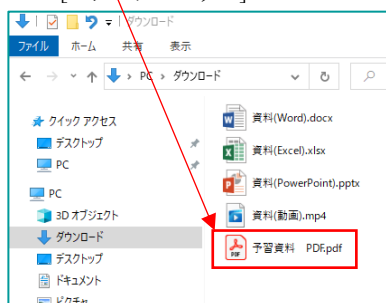 ダウンロード
ファイル ホーム 共有 表示
PC › ダウンロード
クイック アクセス
デスクトップ
PC
PC
3D オブジェクト
ダウンロード
デスクトップ
ドキュメント
ピクチャ
資料(Word).docx
資料(Excel).xlsx
資料(PowerPoint).pptx
資料(動画).mp4
予習資料　PDF.pdf